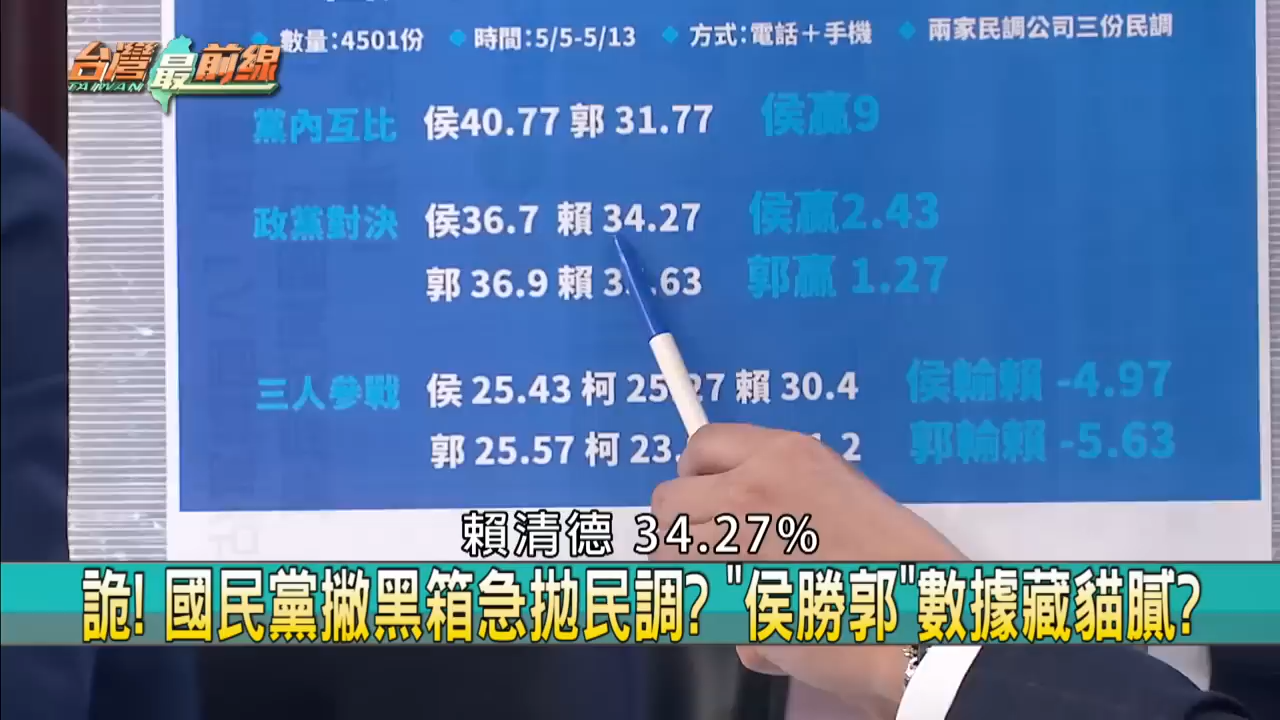 台灣最前線
TAIWAN
數量:4501份 時間:5/5-5/13 方式:電話+手機 兩家民調公司三份民調
黨內互比 侯40.77 郭 31.77 侯贏9
政黨對決 侯36.7 賴 34.27 侯贏2.43
郭 36.9 賴 3 .63 郭贏 1.27
三人參戰 侯 25.43 柯 25.27 賴 30.4 侯輸賴 -4.97
郭 25.57 柯 23. .2 郭輸賴 -5.63
賴清德 34.27%
詭! 國民黨撇黑箱急拋民調? "侯勝郭"數據藏貓膩?